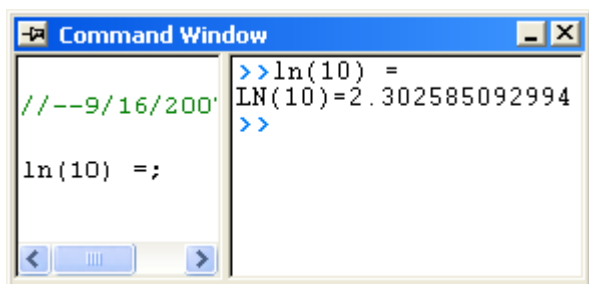 Command Window
//--9/16/200
ln(10) =;
>>ln(10) =
LN(10)=2.302585092994
>>